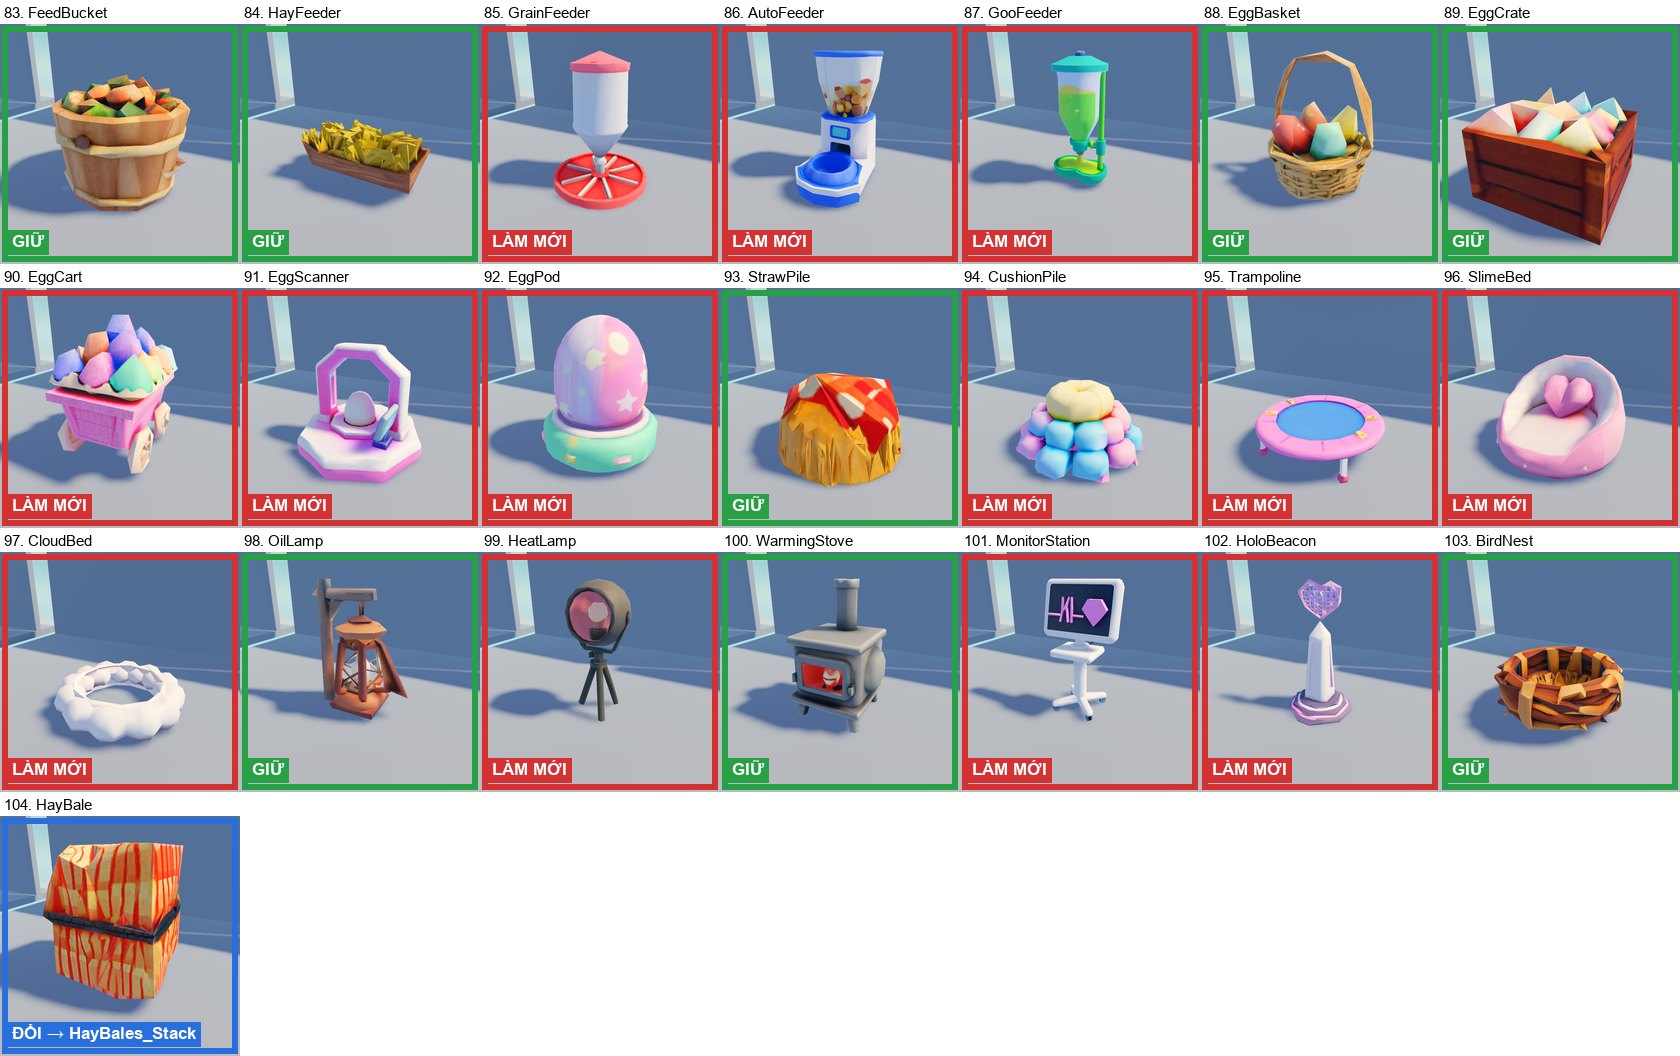 83. FeedBucket
84. HayFeeder
85. GrainFeeder
86. AutoFeeder
87. GooFeeder
88. EggBasket
89. EggCrate
GIỮ
GIỮ
LÀM MỚI
LÀM MỚI
LÀM MỚI
GIỮ
GIỮ
90. EggCart
91. EggScanner
92. EggPod
93. StrawPile
94. CushionPile
95. Trampoline
96. SlimeBed
LÀM MỚI
LÀM MỚI
LÀM MỚI
GIỮ
LÀM MỚI
LÀM MỚI
LÀM MỚI
97. CloudBed
98. OilLamp
99. HeatLamp
100. WarmingStove
101. MonitorStation
102. HoloBeacon
103. BirdNest
LÀM MỚI
GIỮ
LÀM MỚI
GIỮ
LÀM MỚI
LÀM MỚI
GIỮ
104. HayBale
ĐỔI → HayBales_Stack